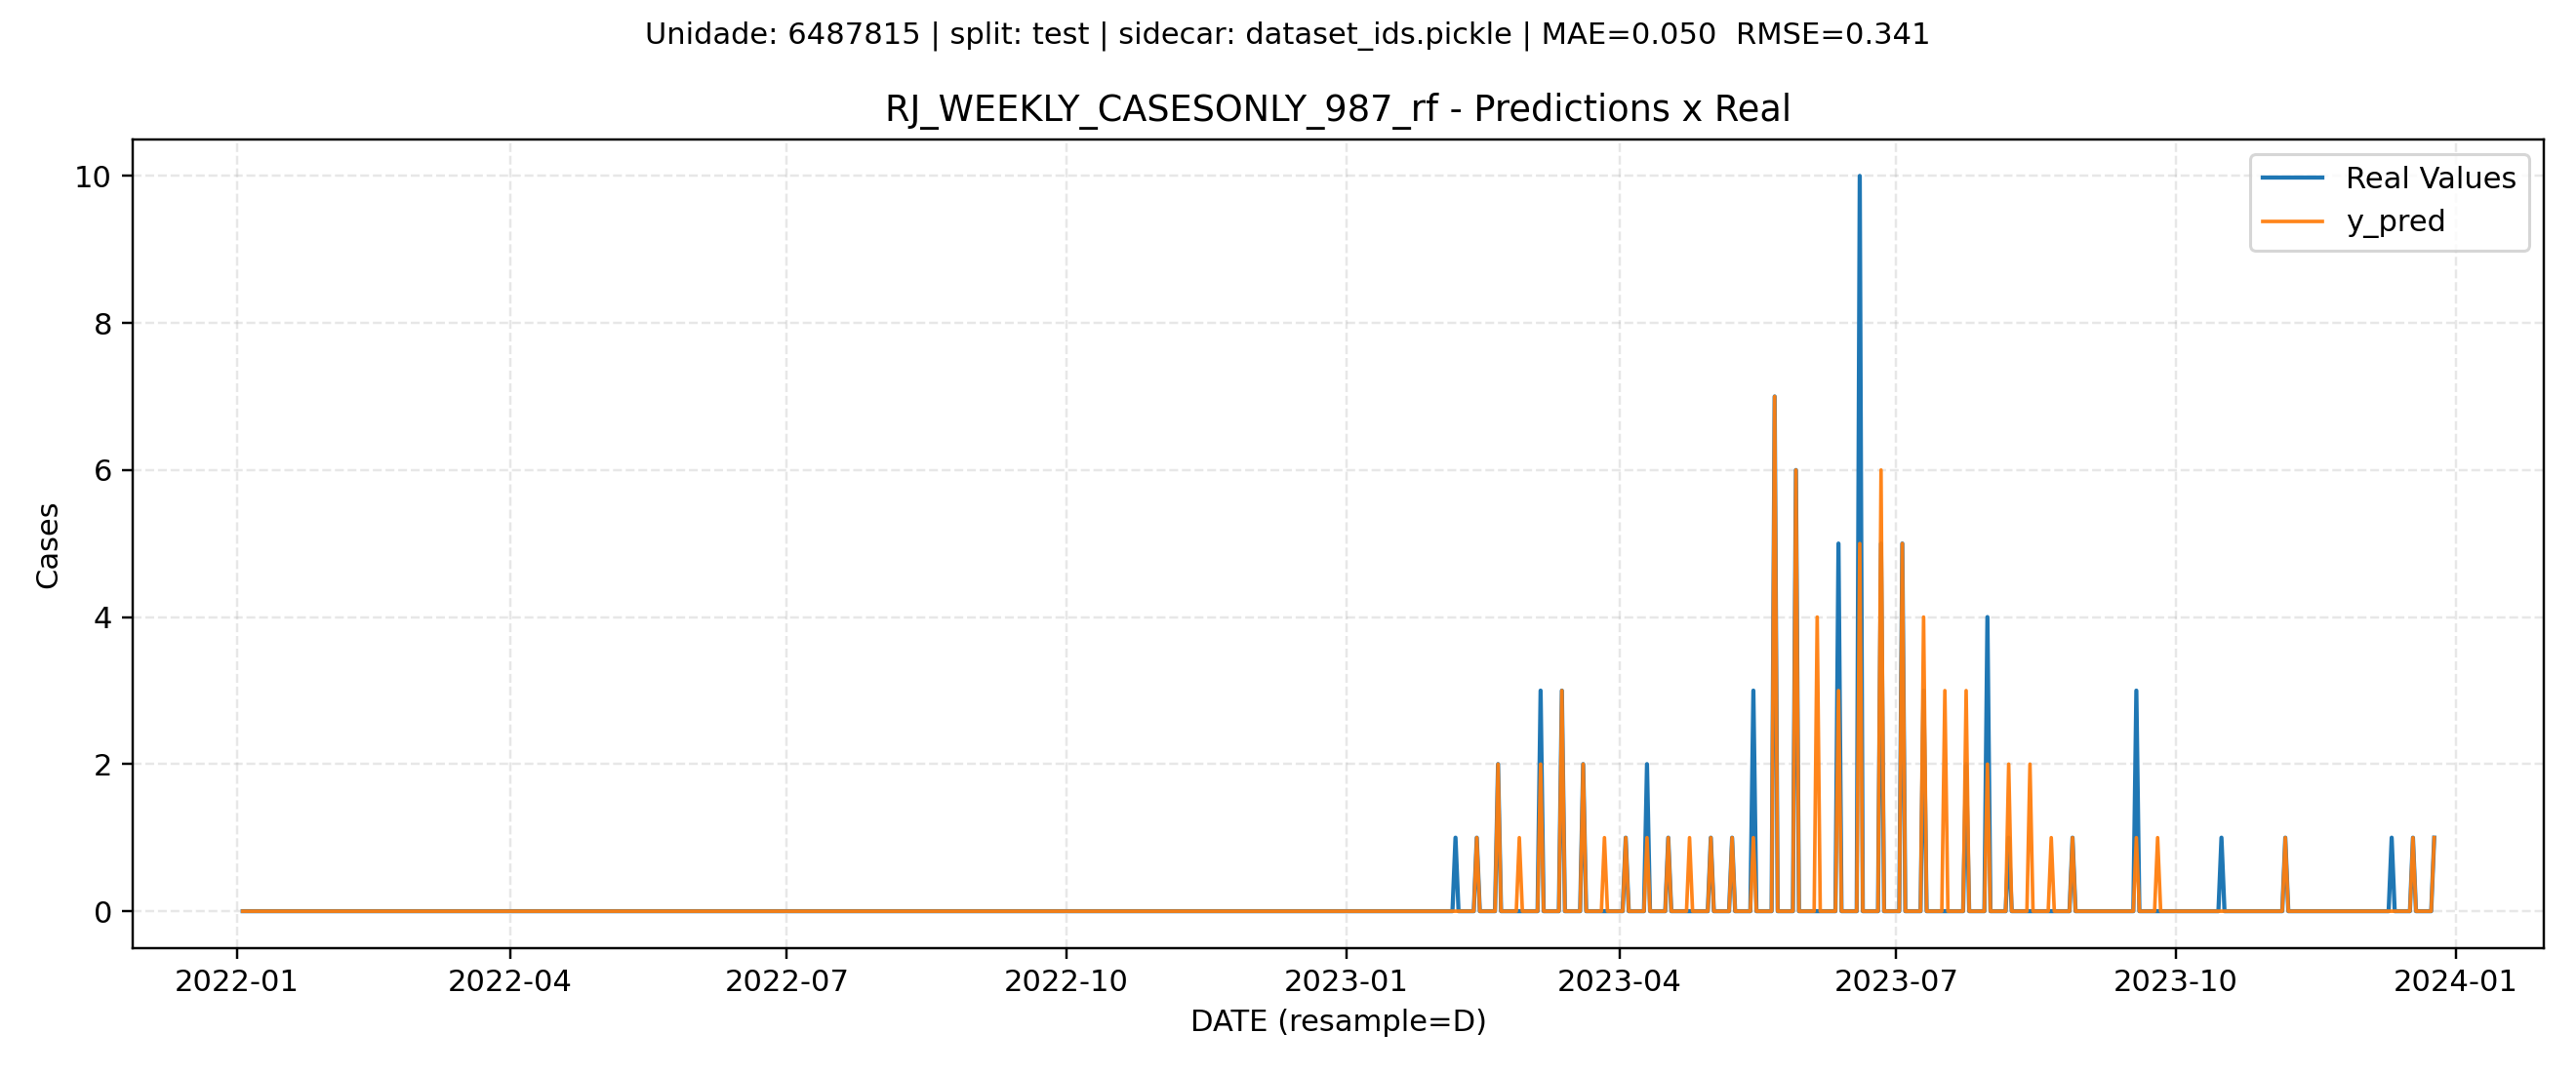 Unidade: 6487815 | split: test | sidecar: dataset_ids.pickle | MAE=0.050  RMSE=0.341
RJ_WEEKLY_CASESONLY_987_rf - Predictions x Real
Real Values
y_pred
10
8
6
4
2
0
Cases
2022-01
2022-04
2022-07
2022-10
2023-01
2023-04
2023-07
2023-10
2024-01
DATE (resample=D)